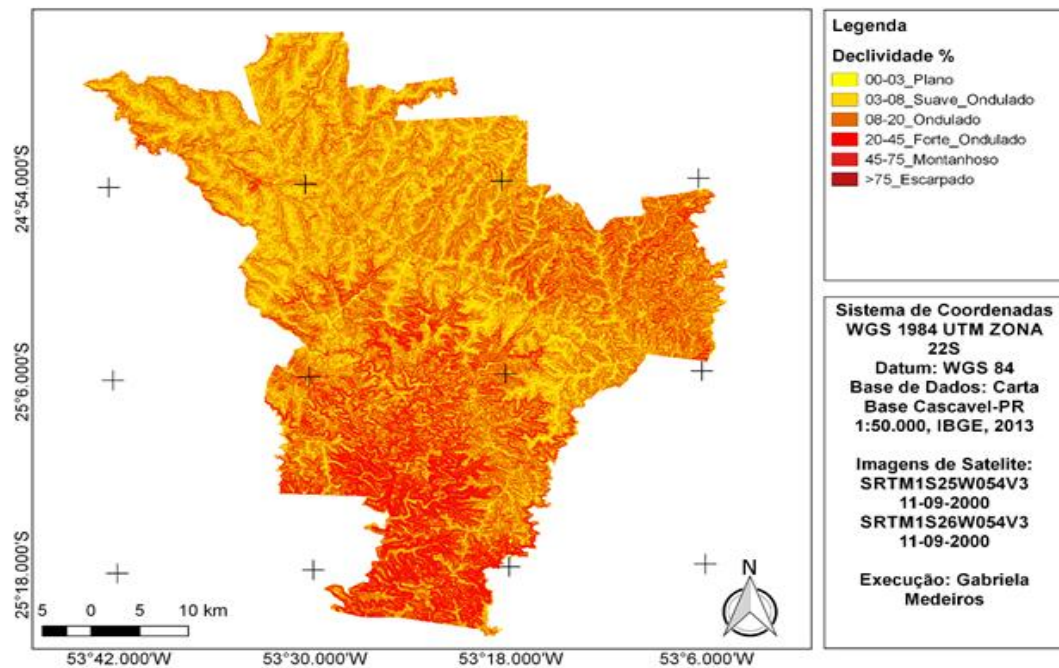 Legenda
Declividade %
00-03_Plano
03-08_Suave_Ondulado
08-20_Ondulado
20-45_Forte_Ondulado
45-75_Montanhoso
>75_Escarpado
24°54.000'S
25°6.000'S
25°18.000'S
5 0 5 10 km
N
53°42.000'W 53°30.000'W 53°18.000'W 53°6.000'W
Sistema de Coordenadas
WGS 1984 UTM ZONA
22S
Datum: WGS 84
Base de Dados: Carta
Base Cascavel-PR
1:50.000, IBGE, 2013
Imagens de Satelite:
SRTM1S25W054V3
11-09-2000
SRTM1S26W054V3
11-09-2000
Execução: Gabriela
Medeiros